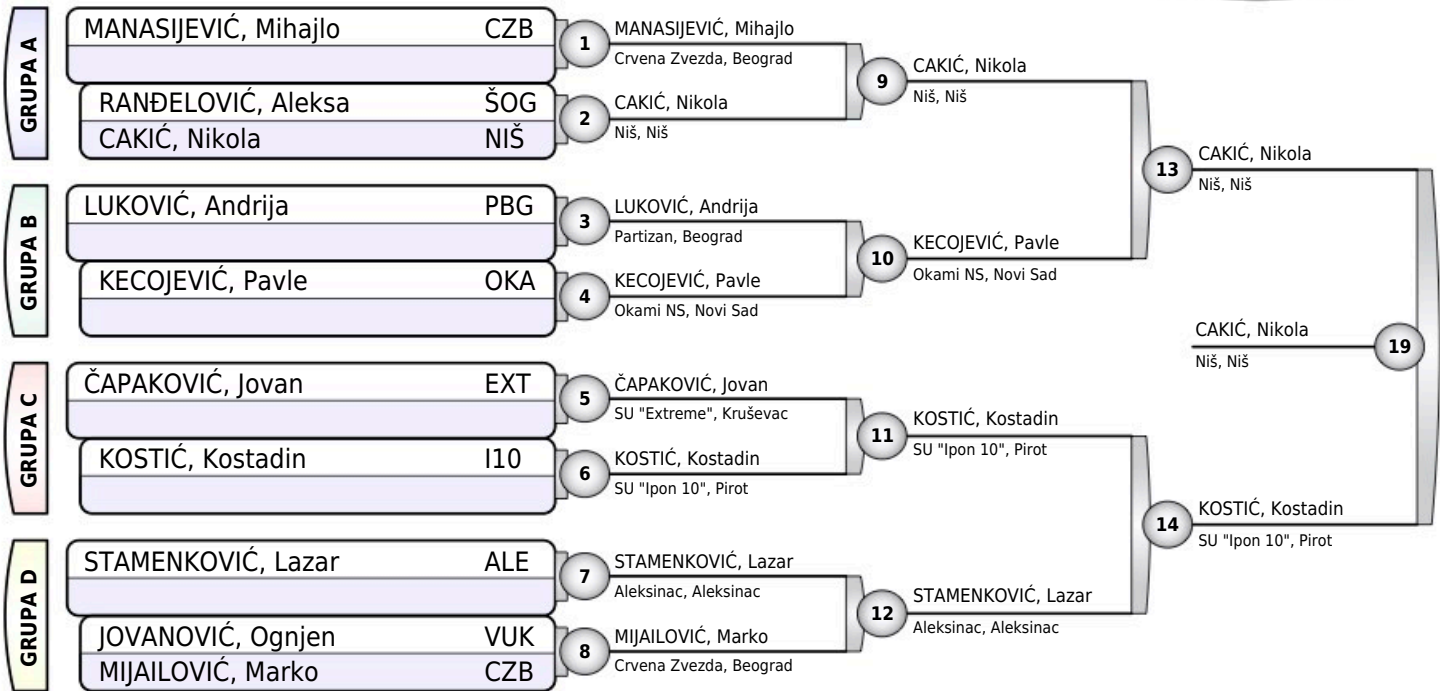 GRUPA A
MANASIJEVIĆ, Mihajlo CZB
RANĐELOVIĆ, Aleksa ŠOG
CAKIĆ, Nikola NIŠ
GRUPA B
LUKOVIĆ, Andrija PBG
KECOJEVIĆ, Pavle OKA
GRUPA C
ČAPAKOVIĆ, Jovan EXT
KOSTIĆ, Kostadin I10
GRUPA D
STAMENKOVIĆ, Lazar ALE
JOVANOVIĆ, Ognjen VUK
MIJAILOVIĆ, Marko CZB
1
MANASIJEVIĆ, Mihajlo
Crvena Zvezda, Beograd
2
CAKIĆ, Nikola
Niš, Niš
3
LUKOVIĆ, Andrija
Partizan, Beograd
4
KECOJEVIĆ, Pavle
Okami NS, Novi Sad
5
ČAPAKOVIĆ, Jovan
SU "Extreme", Kruševac
6
KOSTIĆ, Kostadin
SU "Ipon 10", Pirot
7
STAMENKOVIĆ, Lazar
Aleksinac, Aleksinac
8
MIJAILOVIĆ, Marko
Crvena Zvezda, Beograd
9
CAKIĆ, Nikola
Niš, Niš
10
KECOJEVIĆ, Pavle
Okami NS, Novi Sad
11
KOSTIĆ, Kostadin
SU "Ipon 10", Pirot
12
STAMENKOVIĆ, Lazar
Aleksinac, Aleksinac
13
CAKIĆ, Nikola
Niš, Niš
14
KOSTIĆ, Kostadin
SU "Ipon 10", Pirot
CAKIĆ, Nikola
Niš, Niš
19